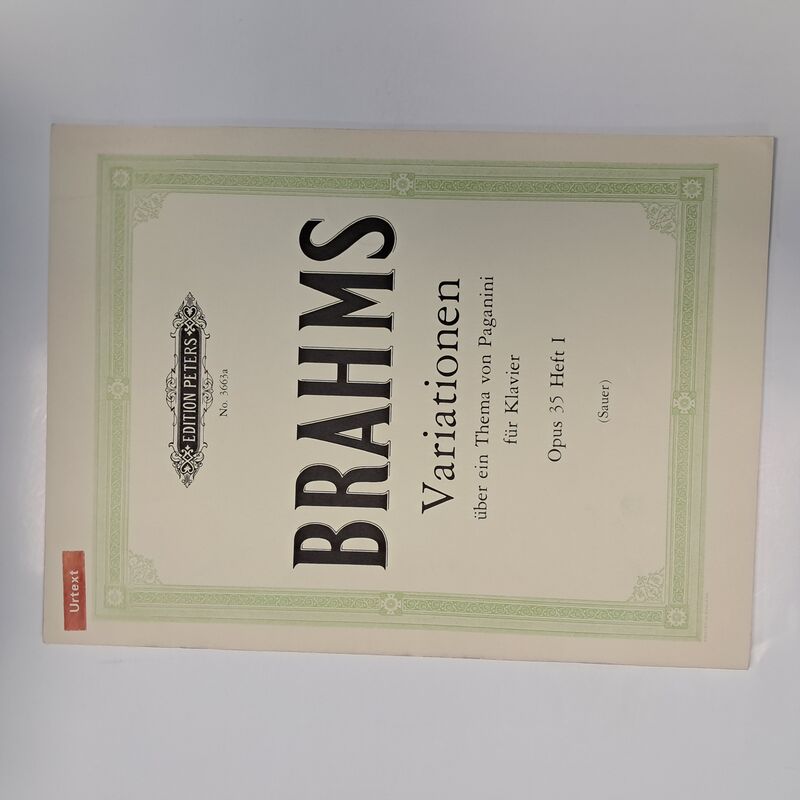 Urtext
EDITION PETERS
No. 3663a
BRAHMS
Variationen
über ein Thema von Paganini
für Klavier
Opus 35 Heft I
(Sauer)